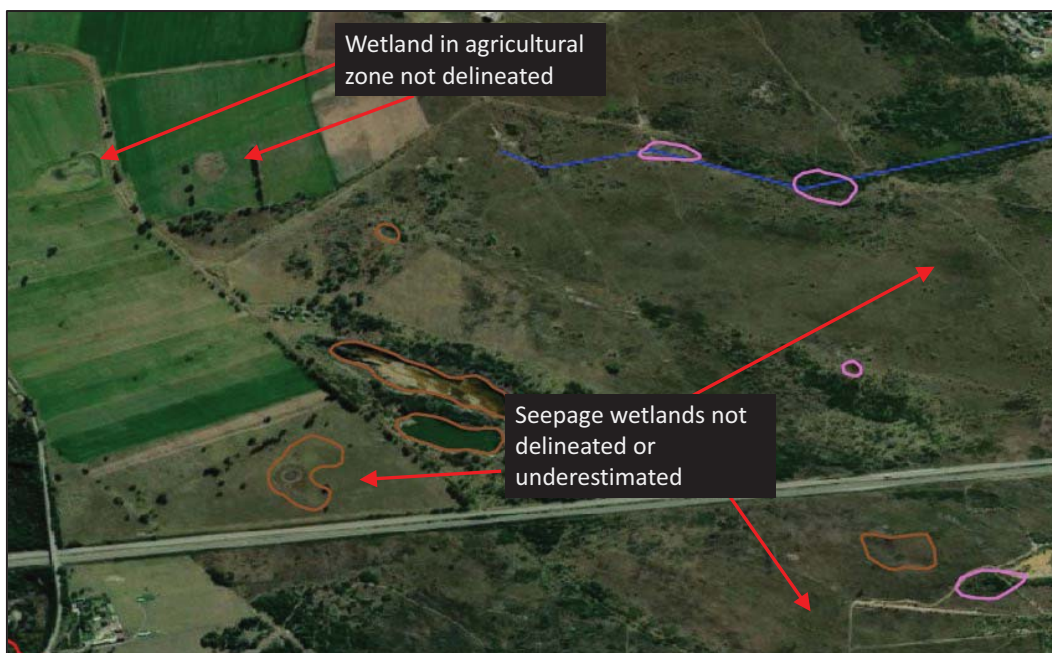 Wetland in agricultural
zone not delineated
Seepage wetlands not
delineated or
underestimated